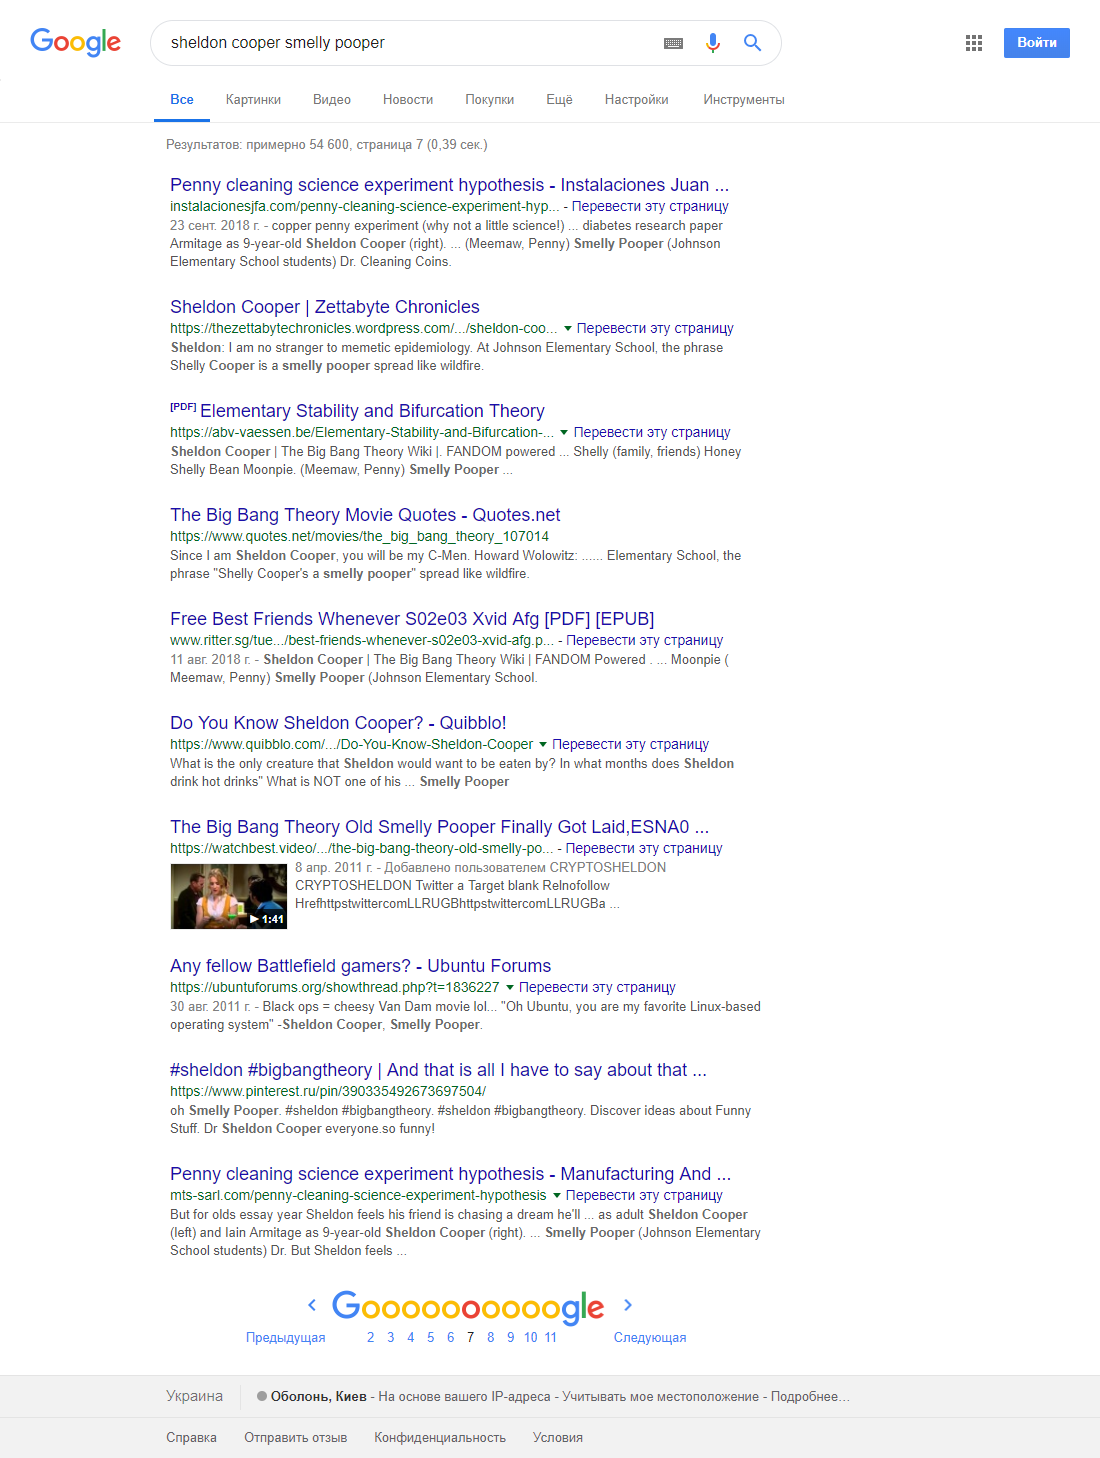 Google
sheldon cooper smelly pooper
Войти
Все Картинки Видео Новости Покупки Ещё Настройки Инструменты
Результатов: примерно 54 600, страница 7 (0,39 сек.)
Penny cleaning science experiment hypothesis - Instalaciones Juan ...
instalacionesjfa.com/penny-cleaning-science-experiment-hyp... - Перевести эту страницу
23 сент. 2018 г. - copper penny experiment (why not a little science!) ... diabetes research paper
Armitage as 9-year-old Sheldon Cooper (right). ... (Meemaw, Penny) Smelly Pooper (Johnson
Elementary School students) Dr. Cleaning Coins.
Sheldon Cooper | Zettabyte Chronicles
https://thezettabytechronicles.wordpress.com/.../sheldon-coo... Перевести эту страницу
Sheldon: I am no stranger to memetic epidemiology. At Johnson Elementary School, the phrase
Shelly Cooper is a smelly pooper spread like wildfire.
[PDF] Elementary Stability and Bifurcation Theory
https://abv-vaessen.be/Elementary-Stability-and-Bifurcation-... Перевести эту страницу
Sheldon Cooper | The Big Bang Theory Wiki |. FANDOM powered ... Shelly (family, friends) Honey
Shelly Bean Moonpie. (Meemaw, Penny) Smelly Pooper ...
The Big Bang Theory Movie Quotes - Quotes.net
https://www.quotes.net/movies/the_big_bang_theory_107014
Since I am Sheldon Cooper, you will be my C-Men. Howard Wolowitz: ...... Elementary School, the
phrase "Shelly Cooper's a smelly pooper" spread like wildfire.
Free Best Friends Whenever S02e03 Xvid Afg [PDF] [EPUB]
www.ritter.sg/tue.../best-friends-whenever-s02e03-xvid-afg.p... - Перевести эту страницу
11 авг. 2018 г. - Sheldon Cooper | The Big Bang Theory Wiki | FANDOM Powered . ... Moonpie (
Meemaw, Penny) Smelly Pooper (Johnson Elementary School.
Do You Know Sheldon Cooper? - Quibblo!
https://www.quibblo.com/.../Do-You-Know-Sheldon-Cooper Перевести эту страницу
What is the only creature that Sheldon would want to be eaten by? In what months does Sheldon
drink hot drinks" What is NOT one of his ... Smelly Pooper
The Big Bang Theory Old Smelly Pooper Finally Got Laid,ESNA0 ...
https://watchbest.video/.../the-big-bang-theory-old-smelly-po... - Перевести эту страницу
8 апр. 2011 г. - Добавлено пользователем CRYPTOSHELDON
CRYPTOSHELDON Twitter a Target blank Relnofollow
HrefhttpstwittercomLLRUGBhttpstwittercomLLRUGBa ...
1:41
Any fellow Battlefield gamers? - Ubuntu Forums
https://ubuntuforums.org/showthread.php?t=1836227 Перевести эту страницу
30 авг. 2011 г. - Black ops = cheesy Van Dam movie lol... "Oh Ubuntu, you are my favorite Linux-based
operating system" -Sheldon Cooper, Smelly Pooper.
#sheldon #bigbangtheory | And that is all I have to say about that ...
https://www.pinterest.ru/pin/390335492673697504/
oh Smelly Pooper. #sheldon #bigbangtheory. #sheldon #bigbangtheory. Discover ideas about Funny
Stuff. Dr Sheldon Cooper everyone.so funny!
Penny cleaning science experiment hypothesis - Manufacturing And ...
mts-sarl.com/penny-cleaning-science-experiment-hypothesis Перевести эту страницу
But for olds essay year Sheldon feels his friend is chasing a dream he'll ... as adult Sheldon Cooper
(left) and Iain Armitage as 9-year-old Sheldon Cooper (right). ... Smelly Pooper (Johnson Elementary
School students) Dr. But Sheldon feels ...
Goooooooooogle
Предыдущая 2 3 4 5 6 7 8 9 10 11 Следующая
Украина Оболонь, Киев - На основе вашего IP-адреса - Учитывать мое местоположение - Подробнее…
Справка Отправить отзыв Конфиденциальность Условия